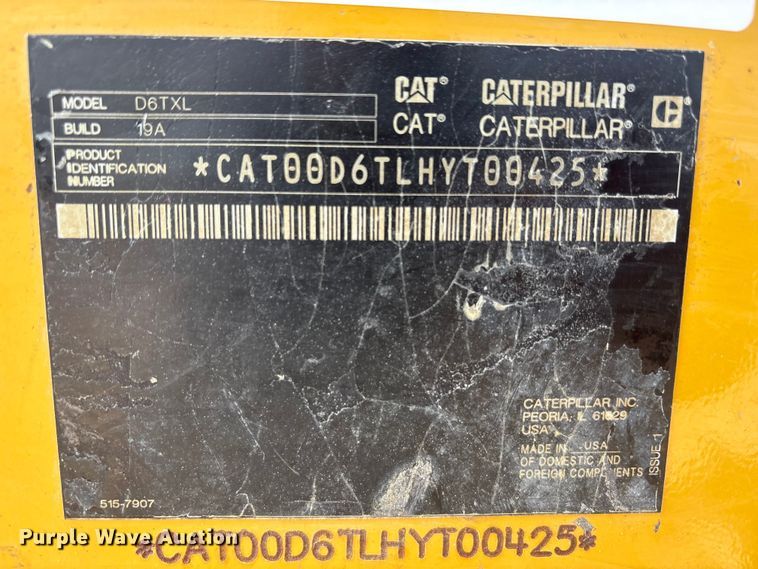 MODEL D6TXL
BUILD 19A
CAT® CATERPILLAR®
CAT® CATERPILLAR® C
PRODUCT
IDENTIFICATION
NUMBER
*CAT00D6TLHYT00425*
CATERPILLAR INC.
PEORIA, IL 61629
USA
MADE IN USA
OF DOMESTIC AND
FOREIGN COMPONENTS
ISSUE 1
515-7907
Purple Wave Auction
*CAT00D6TLHYT00425*